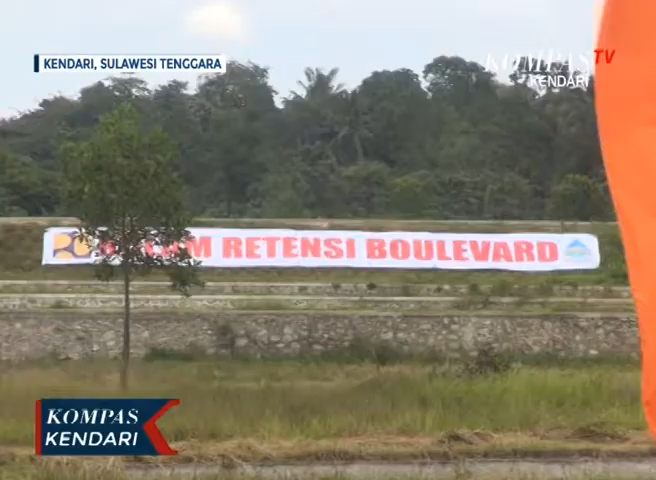 KENDARI, SULAWESI TENGGARA
KOMPAS TV
KENDARI
RETENSI BOULEVARD
KOMPAS
KENDARI